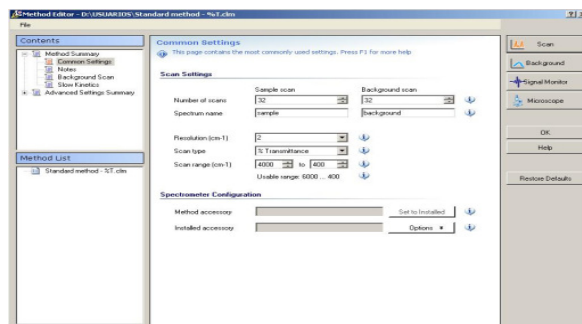 Method Editor - D:\USUARIOS\Standard method - %T.clm
File
Contents
Method Summary
Common Settings
Notes
Background Scan
Slow Kinetics
Advanced Settings Summary
Method List
Standard method - %T.clm
Common Settings
This page contains the most commonly used settings. Press F1 for more help
Scan Settings
Sample scan Background scan
Number of scans 32 32
Spectrum name sample background
Resolution (cm-1) 2
Scan type % Transmittance
Scan range (cm-1) 4000 to 400
Usable range: 6000 ... 400
Spectrometer Configuration
Method accessory Set to Installed
Installed accessory Options
Scan
Background
Signal Monitor
Microscope
OK
Help
Restore Defaults